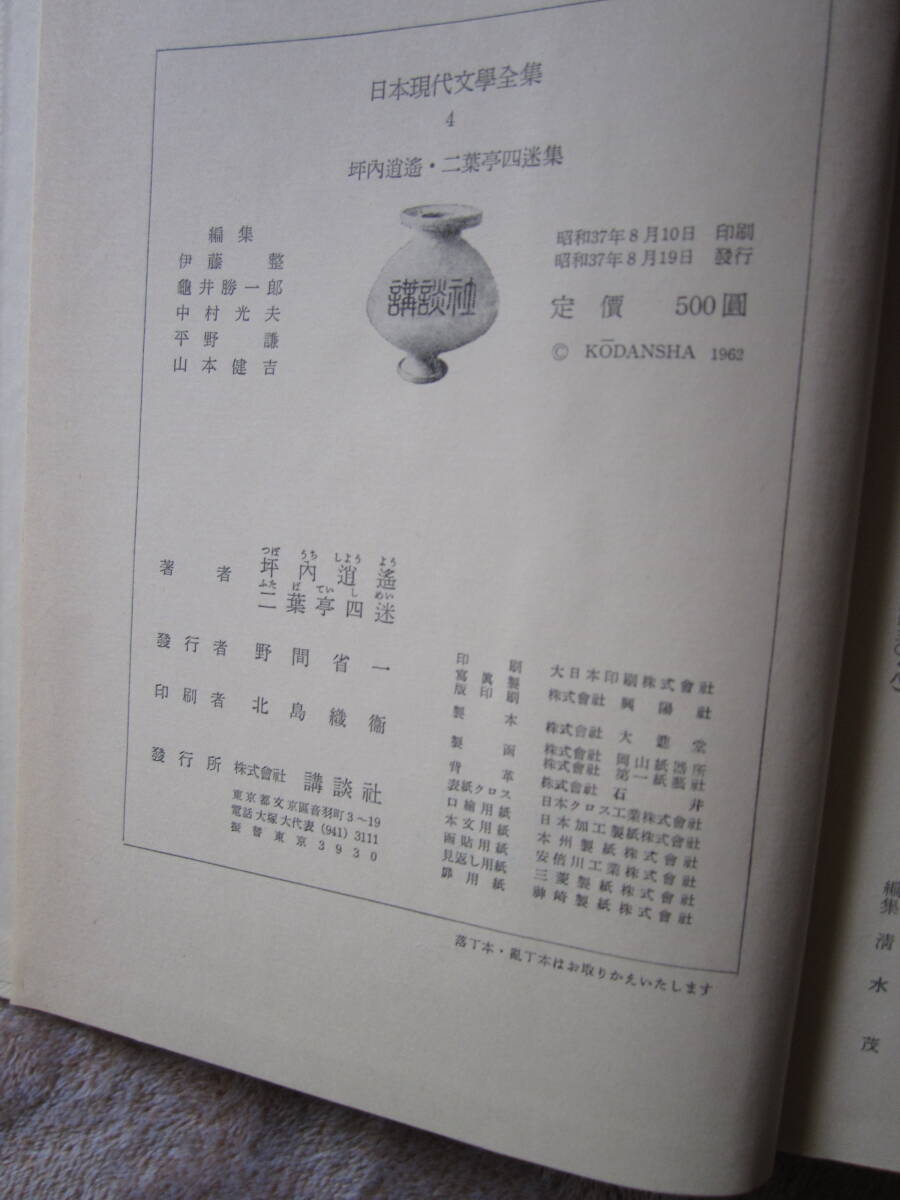 日本現代文學全集
4
坪內逍遙・二葉亭四迷集
編集
伊藤整
龜井勝一郎
中村光夫
平野謙
山本健吉
講談社
昭和37年8月10日 印刷
昭和37年8月19日 發行
定價 500圓
© KŌDANSHA 1962
つぼ うち しよう よう
著者 坪內逍遙
ふた ば てい し めい
二葉亭四迷
發行者 野間省一
印刷者 北島織衞
發行所 株式會社 講談社
東京都文京區音羽町3〜19
電話大塚大代表(941)3111
振替東京3930
印刷 大日本印刷株式會社
寫眞製版印刷 株式會社 興陽社
製本 株式會社 大進堂
製函 株式會社 岡山紙器所
背革 株式會社 第一紙藝社
表紙クロス 株式會社 石井
口繪用紙 日本クロス工業株式會社
本文用紙 日本加工製紙株式會社
函貼用紙 本州製紙株式會社
見返し用紙 安倍川工業株式會社
扉用紙 三菱製紙株式會社
神崎製紙株式會社
落丁本・亂丁本はお取りかえいたします
編集 清水茂